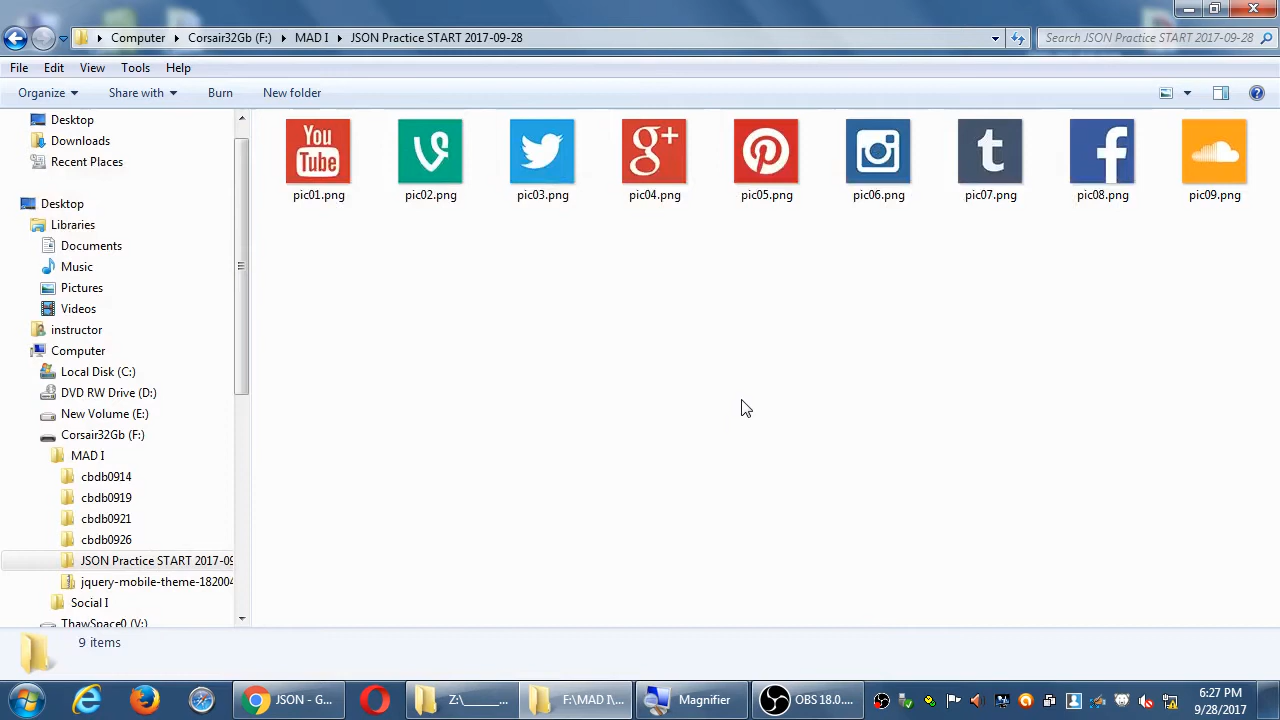 Computer Corsair32Gb (F:) MAD I JSON Practice START 2017-09-28
Search JSON Practice START 2017-09-28
File Edit View Tools Help
Organize Share with Burn New folder
Desktop
Downloads
Recent Places
Desktop
Libraries
Documents
Music
Pictures
Videos
instructor
Computer
Local Disk (C:)
DVD RW Drive (D:)
New Volume (E:)
Corsair32Gb (F:)
MAD I
cbdb0914
cbdb0919
cbdb0921
cbdb0926
JSON Practice START 2017-09
jquery-mobile-theme-18200
Social I
ThawSpace0 (V:)
You
Tube
g+
t
f
pic01.png pic02.png pic03.png pic04.png pic05.png pic06.png pic07.png pic08.png pic09.png
9 items
JSON - G...
Z:\______...
F:\MAD I\...
Magnifier
OBS 18.0....
6:27 PM
9/28/2017